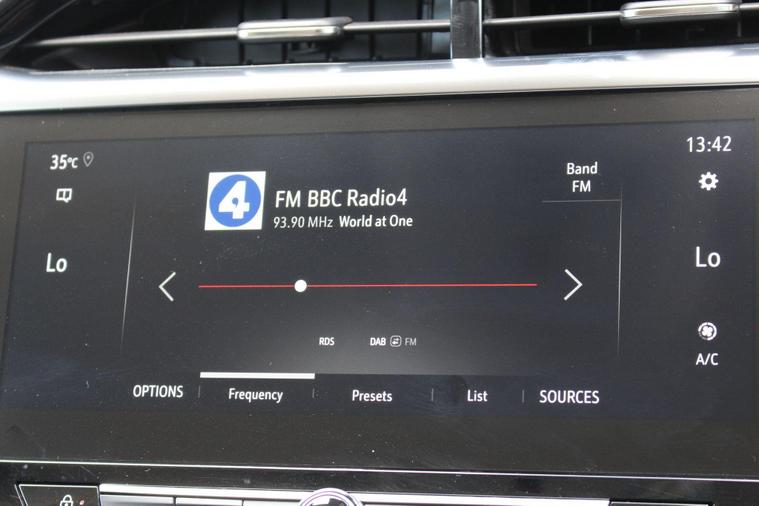 35°C
13:42
4
FM BBC Radio4
93.90 MHz World at One
Band
FM
Lo
Lo
RDS
DAB FM
A/C
OPTIONS
Frequency
Presets
List
SOURCES